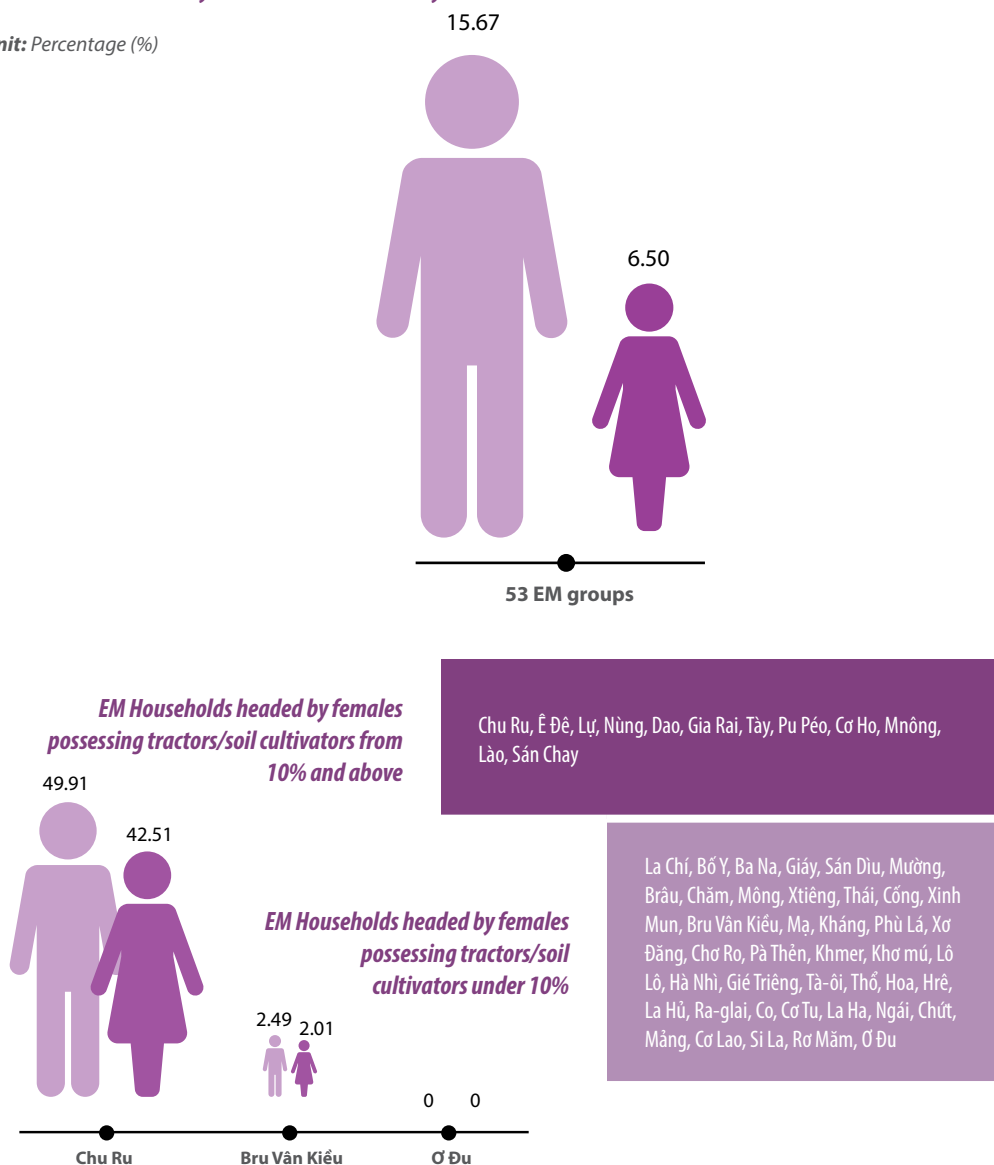 Unit: Percentage (%)
15.67
6.50
53 EM groups
EM Households headed by females
possessing tractors/soil cultivators from
10% and above
Chu Ru, Ê Đê, Lự, Nùng, Dao, Gia Rai, Tày, Pu Péo, Cơ Ho, Mnông,
Lào, Sán Chay
49.91
42.51
EM Households headed by females
possessing tractors/soil
cultivators under 10%
La Chí, Bố Y, Ba Na, Giáy, Sán Dìu, Mường,
Brâu, Chăm, Mông, Xtiêng, Thái, Cống, Xinh
Mun, Bru Vân Kiều, Mạ, Kháng, Phù Lá, Xơ
Đăng, Chơ Ro, Pà Thẻn, Khmer, Khơ mú, Lô
Lô, Hà Nhì, Gié Triêng, Tà-ôi, Thổ, Hoa, Hrê,
La Hủ, Ra-glai, Co, Cơ Tu, La Ha, Ngái, Chứt,
Mảng, Cơ Lao, Si La, Rơ Măm, Ơ Đu
2.49
2.01
0 0
Chu Ru
Bru Vân Kiều
Ơ Đu